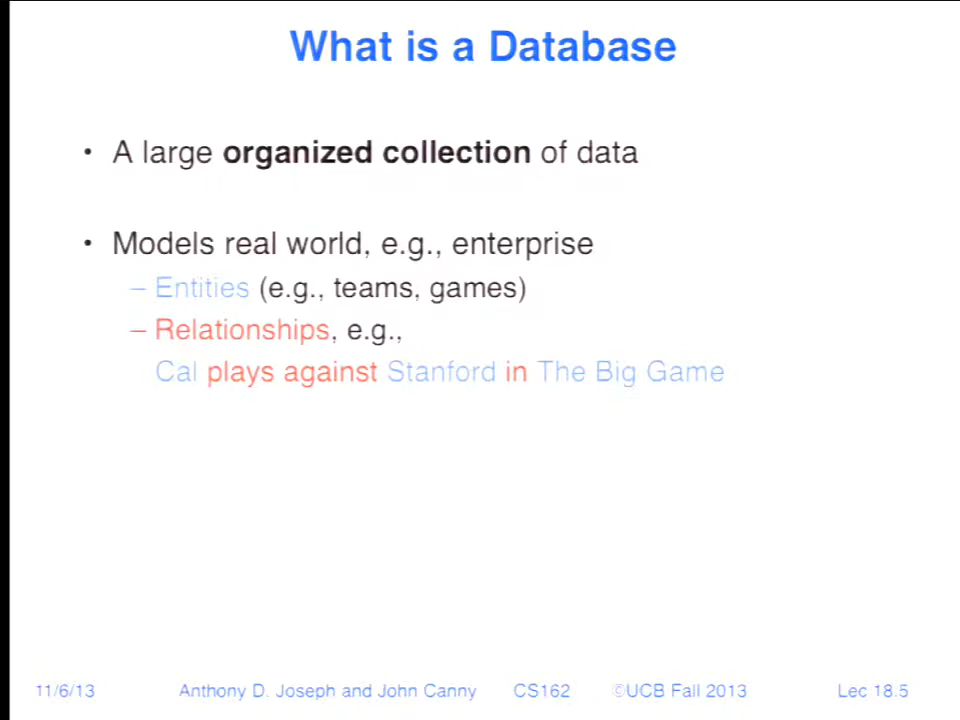 What is a Database
• A large organized collection of data
• Models real world, e.g., enterprise
– Entities (e.g., teams, games)
– Relationships, e.g.,
Cal plays against Stanford in The Big Game
11/6/13 Anthony D. Joseph and John Canny CS162 ©UCB Fall 2013 Lec 18.5